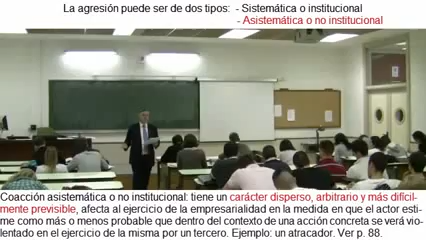 La agresión puede ser de dos tipos:  - Sistemática o institucional
- Asistemática o no institucional
Coacción asistemática o no institucional: tiene un carácter disperso, arbitrario y más difícil-
mente previsible, afecta al ejercicio de la empresarialidad en la medida en que el actor esti-
me como más o menos probable que dentro del contexto de una acción concreta se verá vio-
lentado en el ejercicio de la misma por un tercero. Ejemplo: un atracador. Ver p. 88.